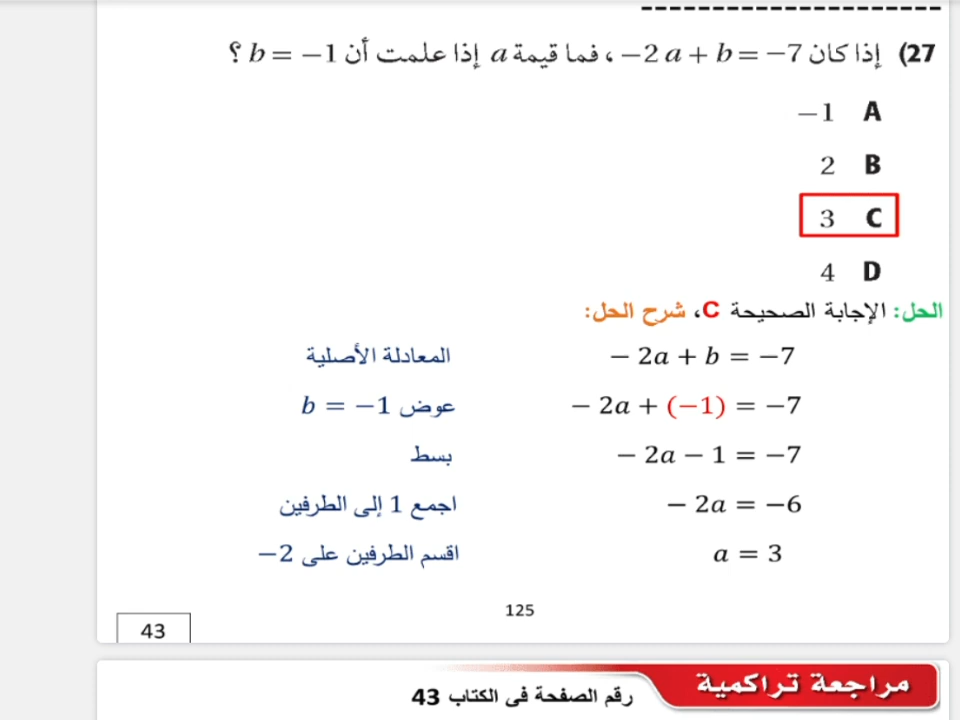 27) إذا كان −2 a + b = −7 ، فما قيمة a إذا علمت أن b = −1 ؟
A −1
B 2
C 3
D 4
الحل: الإجابة الصحيحة C، شرح الحل:
− 2a + b = −7 المعادلة الأصلية
− 2a + (−1) = −7 عوض b = −1
− 2a − 1 = −7 بسط
− 2a = −6 اجمع 1 إلى الطرفين
a = 3 اقسم الطرفين على −2
125
43
مراجعة تراكمية
رقم الصفحة في الكتاب 43